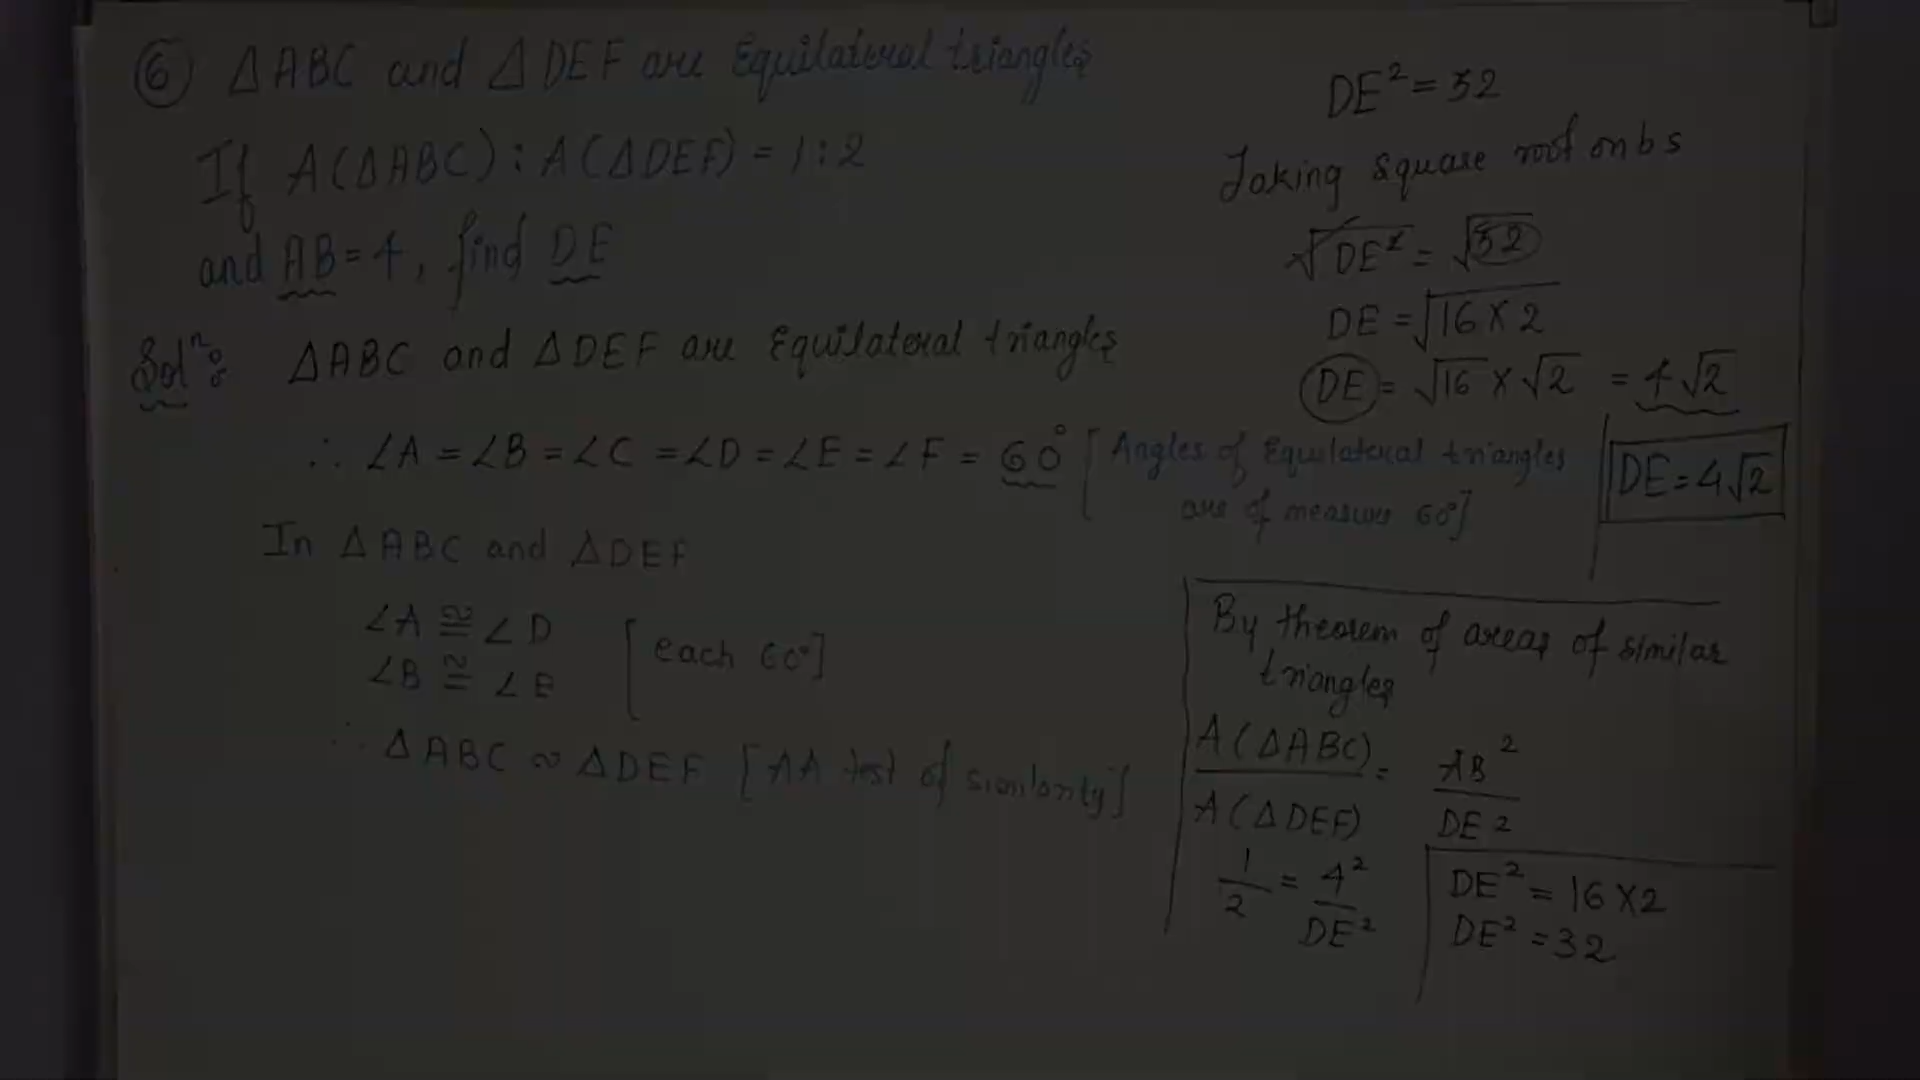 ⑥ ΔABC and ΔDEF are Equilateral triangles
If A(ΔABC) : A(ΔDEF) = 1:2
and AB = 4, find DE
Solⁿ: ΔABC and ΔDEF are Equilateral triangles
∴ ∠A = ∠B = ∠C = ∠D = ∠E = ∠F = 60° [Angles of Equilateral triangles
are of measure 60°]
In ΔABC and ΔDEF
∠A ≅ ∠D
∠B ≅ ∠E
[each 60°]
∴ ΔABC ~ ΔDEF [AA test of similarity]
By theorem of areas of similar
triangles
A(ΔABC) / A(ΔDEF) = AB² / DE²
1/2 = 4² / DE²
DE² = 16 × 2
DE² = 32
DE² = 32
Taking square root on b s
√DE² = √32
DE = √16 × 2
DE = √16 × √2 = 4√2
DE = 4√2